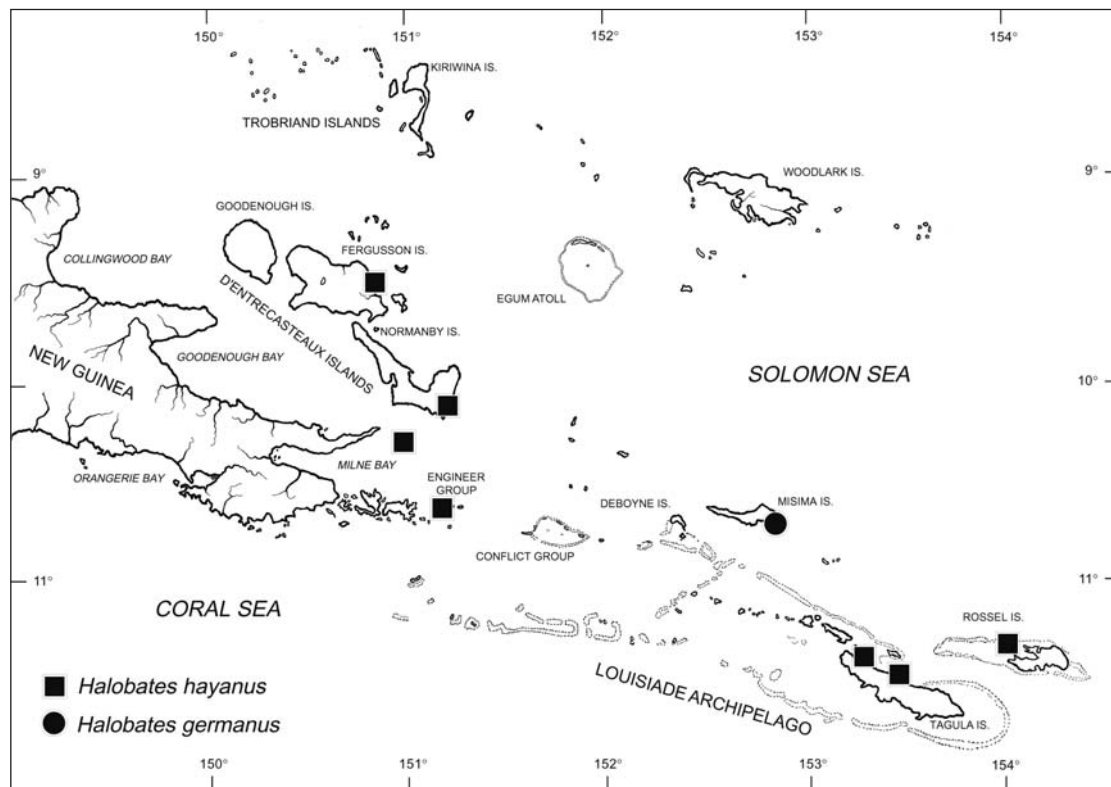 150°
151°
152°
153°
154°
KIRIWINA IS.
TROBRIAND ISLANDS
9°
9°
WOODLARK IS.
GOODENOUGH IS.
FERGUSSON IS.
COLLINGWOOD BAY
EGUM ATOLL
D'ENTRECASTEAUX ISLANDS
NORMANBY IS.
GOODENOUGH BAY
NEW GUINEA
SOLOMON SEA
10°
MILNE BAY
ORANGERIE BAY
ENGINEER
GROUP
DEBOYNE IS.
MISIMA IS.
CONFLICT GROUP
11°
11°
CORAL SEA
ROSSEL IS.
LOUISIADE ARCHIPELAGO
TAGULA IS.
Halobates hayanus
Halobates germanus
150°
151°
152°
153°
154°